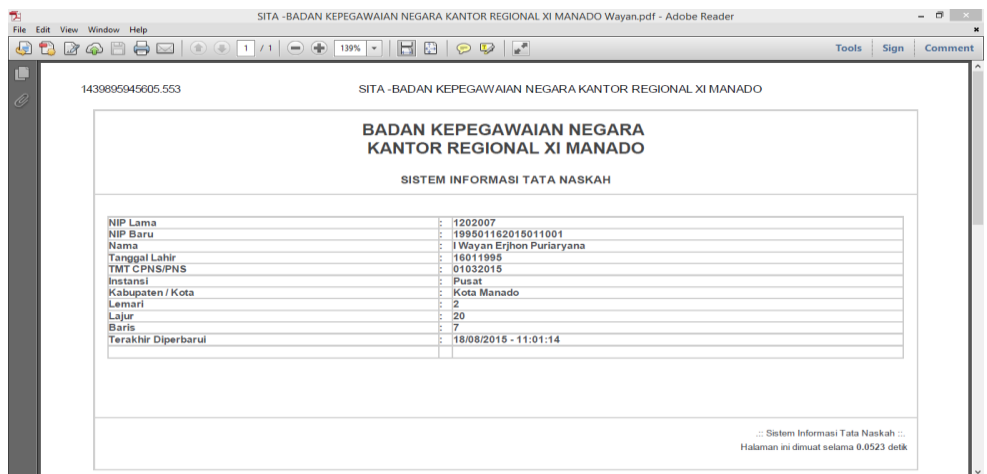 SITA -BADAN KEPEGAWAIAN NEGARA KANTOR REGIONAL XI MANADO Wayan.pdf - Adobe Reader
File Edit View Window Help
1 / 1 139% Tools Sign Comment
1439895945605.553 SITA -BADAN KEPEGAWAIAN NEGARA KANTOR REGIONAL XI MANADO
BADAN KEPEGAWAIAN NEGARA
KANTOR REGIONAL XI MANADO
SISTEM INFORMASI TATA NASKAH
NIP Lama : 1202007
NIP Baru : 199501162015011001
Nama : I Wayan Erjhon Puriaryana
Tanggal Lahir : 16011995
TMT CPNS/PNS : 01032015
Instansi : Pusat
Kabupaten / Kota : Kota Manado
Lemari : 2
Lajur : 20
Baris : 7
Terakhir Diperbarui : 18/08/2015 - 11:01:14
.:: Sistem Informasi Tata Naskah ::.
Halaman ini dimuat selama 0.0523 detik